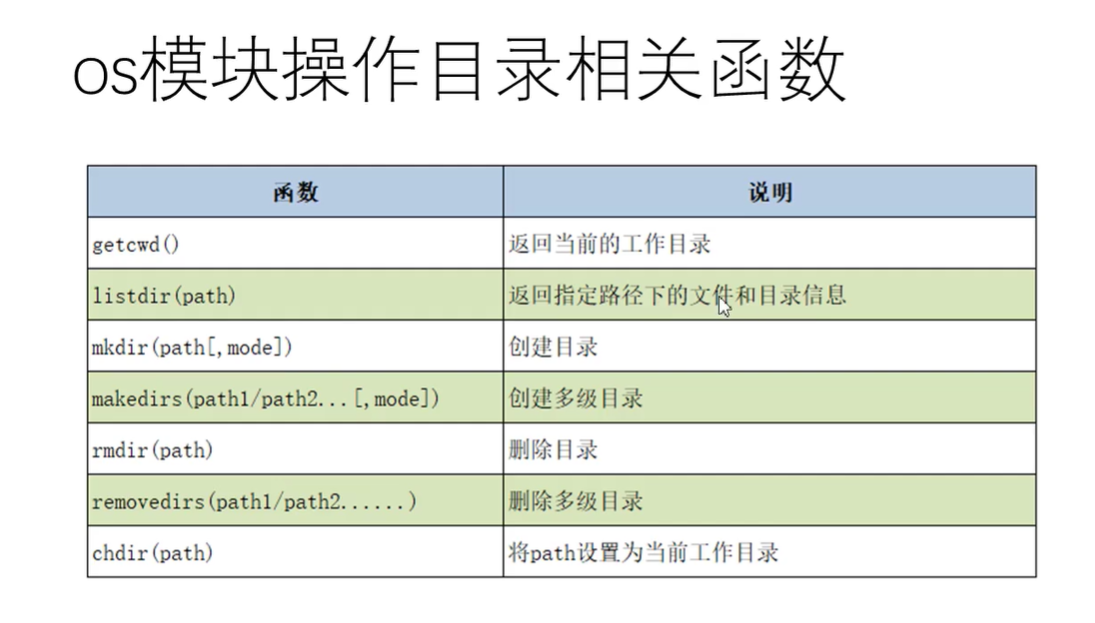 os模块操作目录相关函数
函数 说明
getcwd() 返回当前的工作目录
listdir(path) 返回指定路径下的文件和目录信息
mkdir(path[,mode]) 创建目录
makedirs(path1/path2...[,mode]) 创建多级目录
rmdir(path) 删除目录
removedirs(path1/path2......) 删除多级目录
chdir(path) 将path设置为当前工作目录